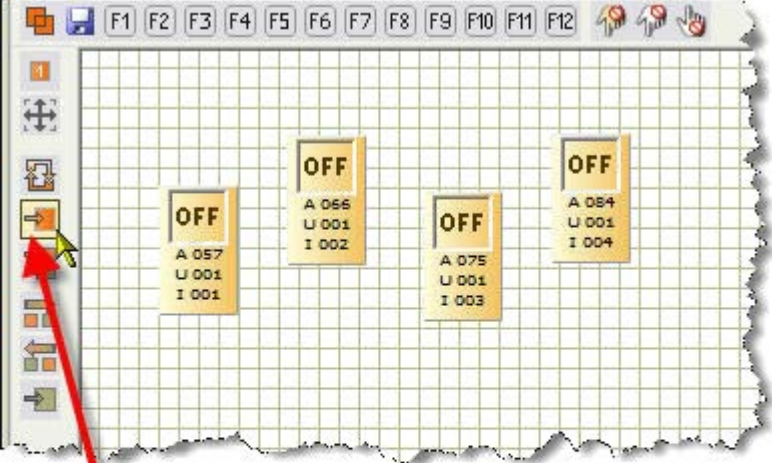 F1 F2 F3 F4 F5 F6 F7 F8 F9 F10 F11 F12
1
OFF
A 057
U 001
I 001
OFF
A 066
U 001
I 002
OFF
A 075
U 001
I 003
OFF
A 084
U 001
I 004